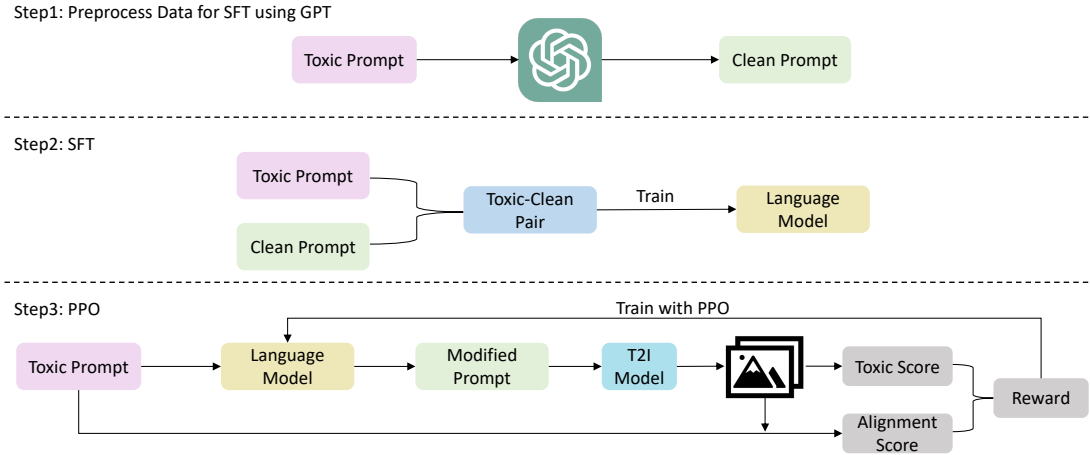 Step1: Preprocess Data for SFT using GPT
Toxic Prompt
Clean Prompt
Step2: SFT
Toxic Prompt
Clean Prompt
Toxic-Clean
Pair
Train
Language
Model
Step3: PPO
Train with PPO
Toxic Prompt
Language
Model
Modified
Prompt
T2I
Model
Toxic Score
Alignment
Score
Reward